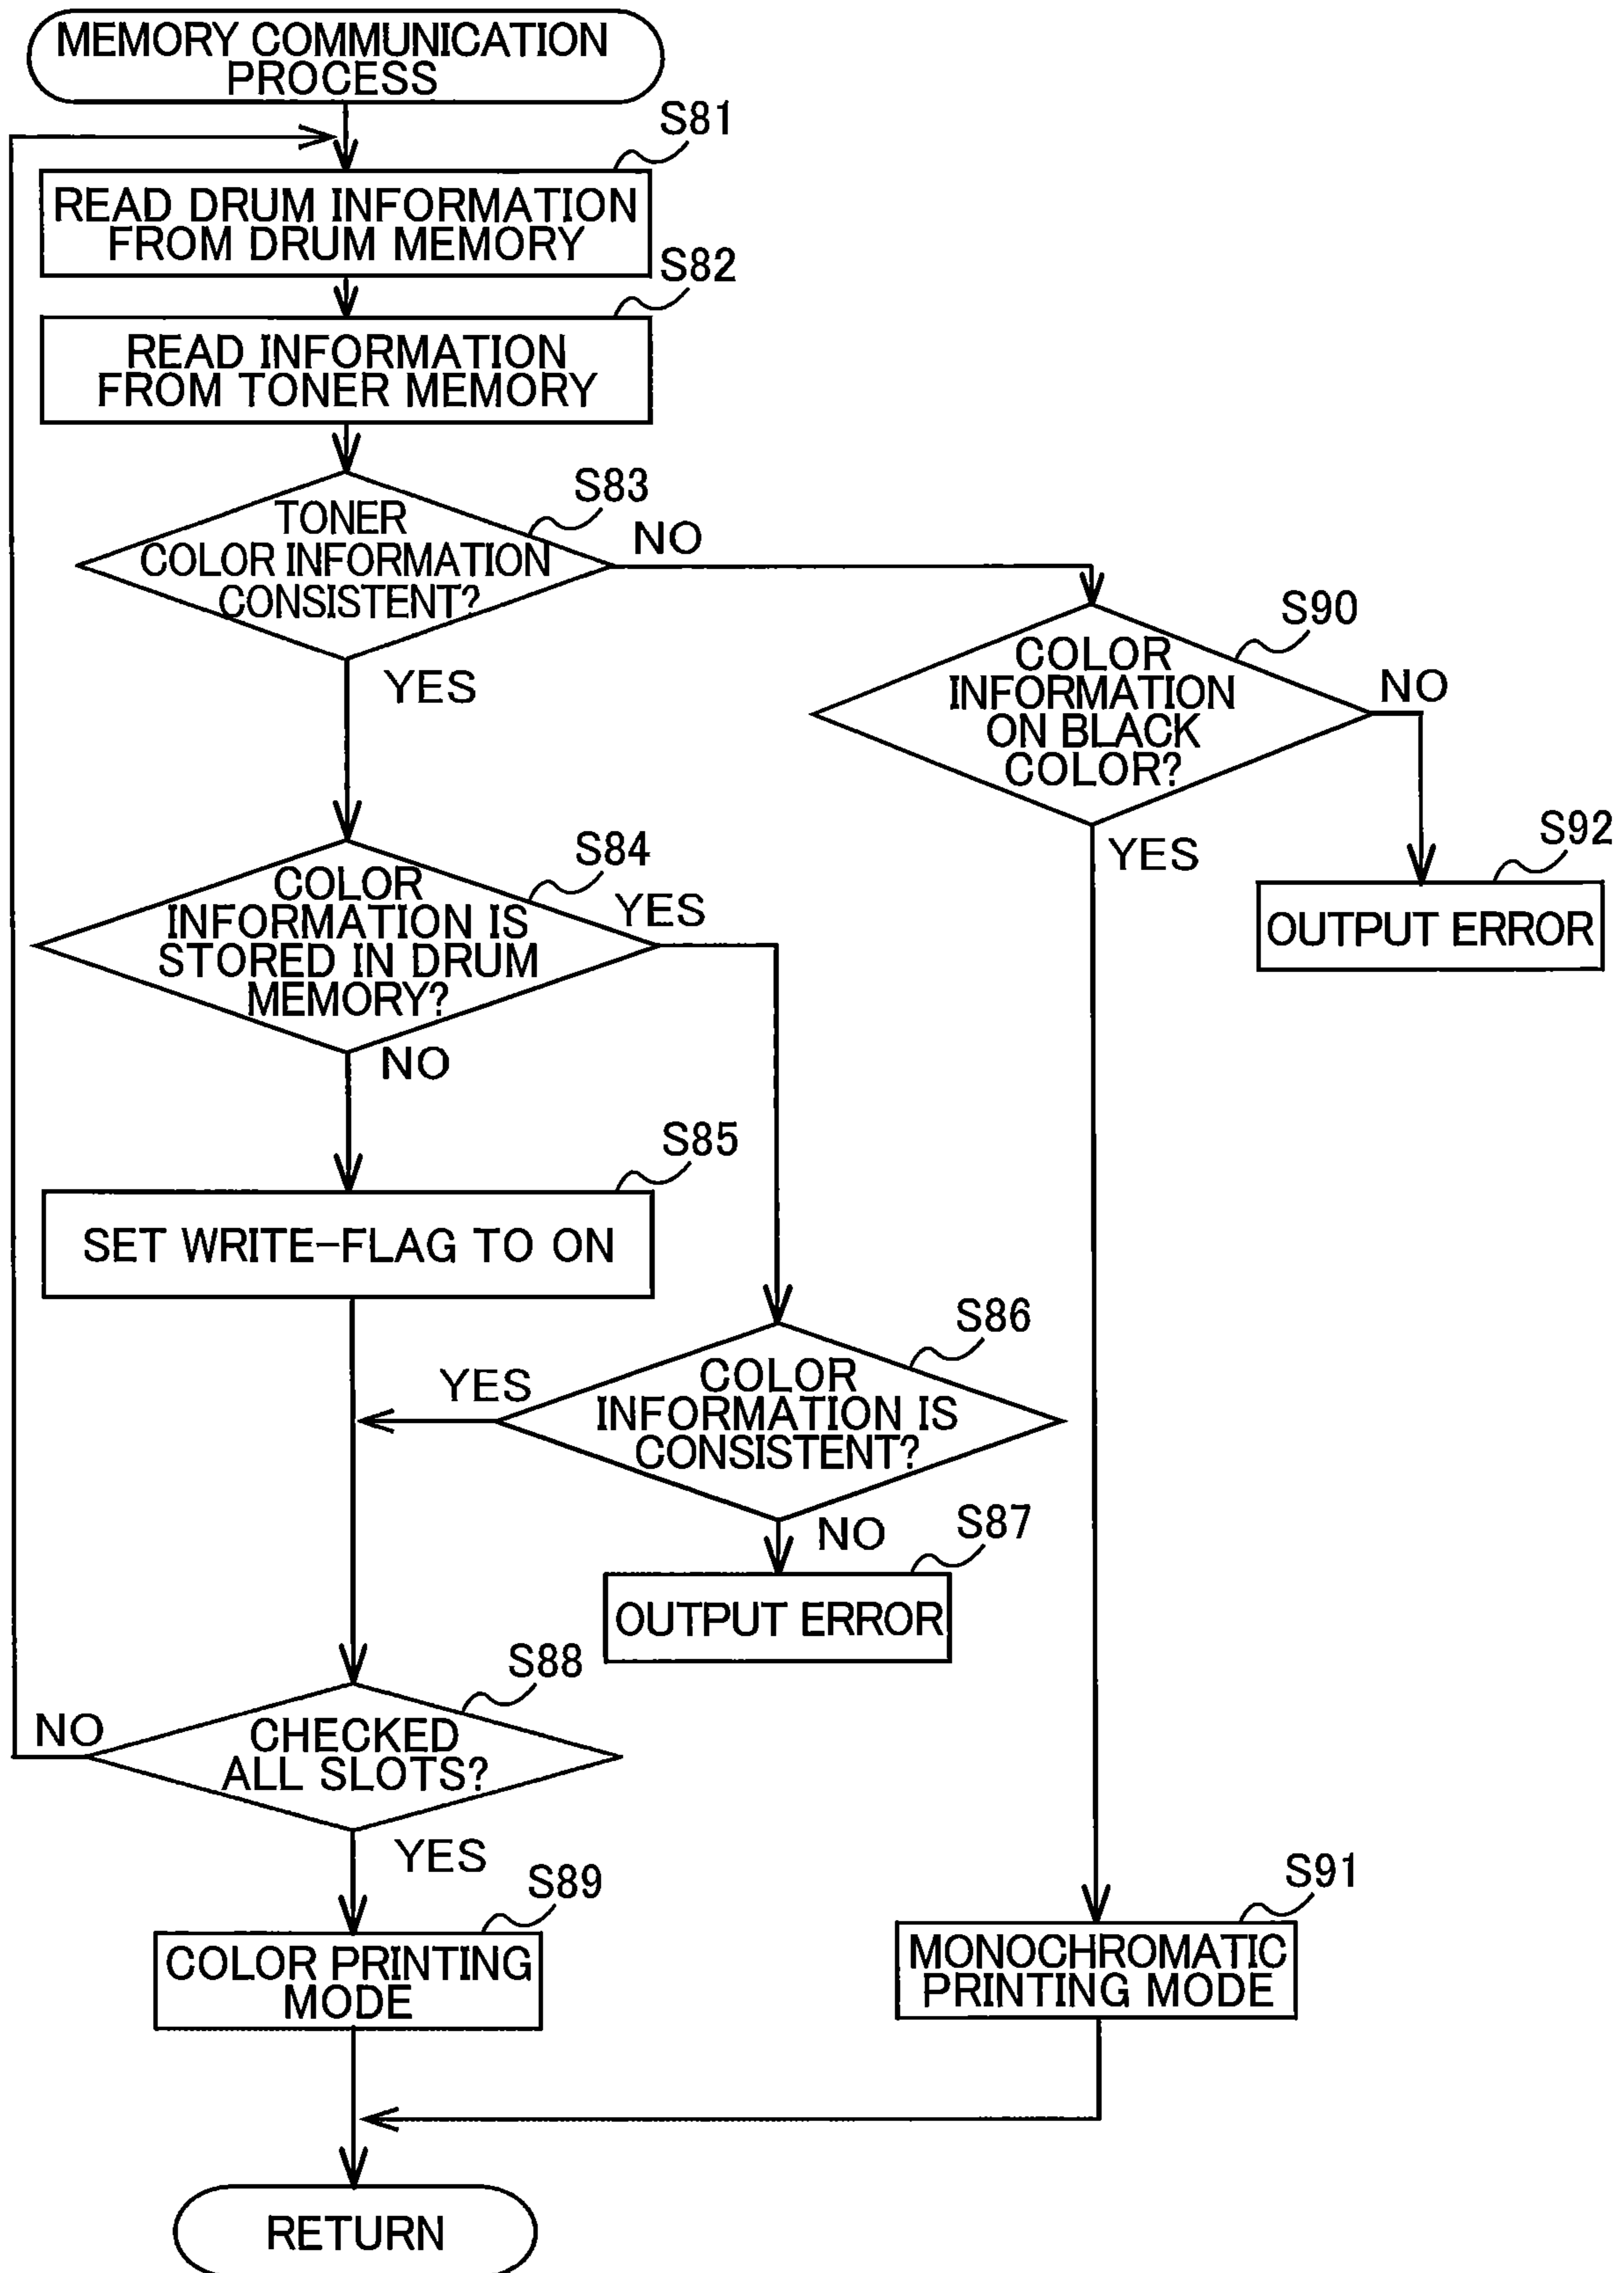 MEMORY COMMUNICATION
PROCESS
S81
READ DRUM INFORMATION
FROM DRUM MEMORY
S82
READ INFORMATION
FROM TONER MEMORY
S83
TONER
COLOR INFORMATION
CONSISTENT?
NO
YES
S90
COLOR
INFORMATION
ON BLACK
COLOR?
NO
YES
S92
OUTPUT ERROR
S84
COLOR
INFORMATION IS
STORED IN DRUM
MEMORY?
YES
NO
S85
SET WRITE-FLAG TO ON
S86
COLOR
INFORMATION IS
CONSISTENT?
YES
NO
S87
OUTPUT ERROR
S88
CHECKED
ALL SLOTS?
NO
YES
S89
COLOR PRINTING
MODE
S91
MONOCHROMATIC
PRINTING MODE
RETURN